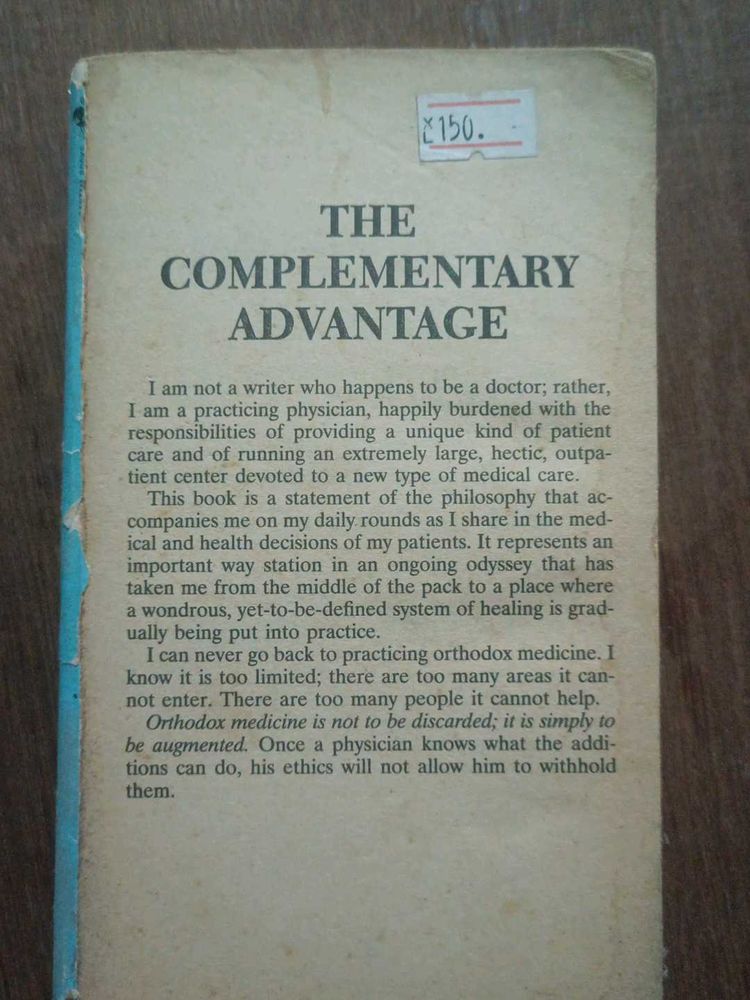 150.
THE
COMPLEMENTARY
ADVANTAGE
I am not a writer who happens to be a doctor; rather,
I am a practicing physician, happily burdened with the
responsibilities of providing a unique kind of patient
care and of running an extremely large, hectic, outpa-
tient center devoted to a new type of medical care.
This book is a statement of the philosophy that ac-
companies me on my daily rounds as I share in the med-
ical and health decisions of my patients. It represents an
important way station in an ongoing odyssey that has
taken me from the middle of the pack to a place where
a wondrous, yet-to-be-defined system of healing is grad-
ually being put into practice.
I can never go back to practicing orthodox medicine. I
know it is too limited; there are too many areas it can-
not enter. There are too many people it cannot help.
Orthodox medicine is not to be discarded; it is simply to
be augmented. Once a physician knows what the addi-
tions can do, his ethics will not allow him to withhold
them.